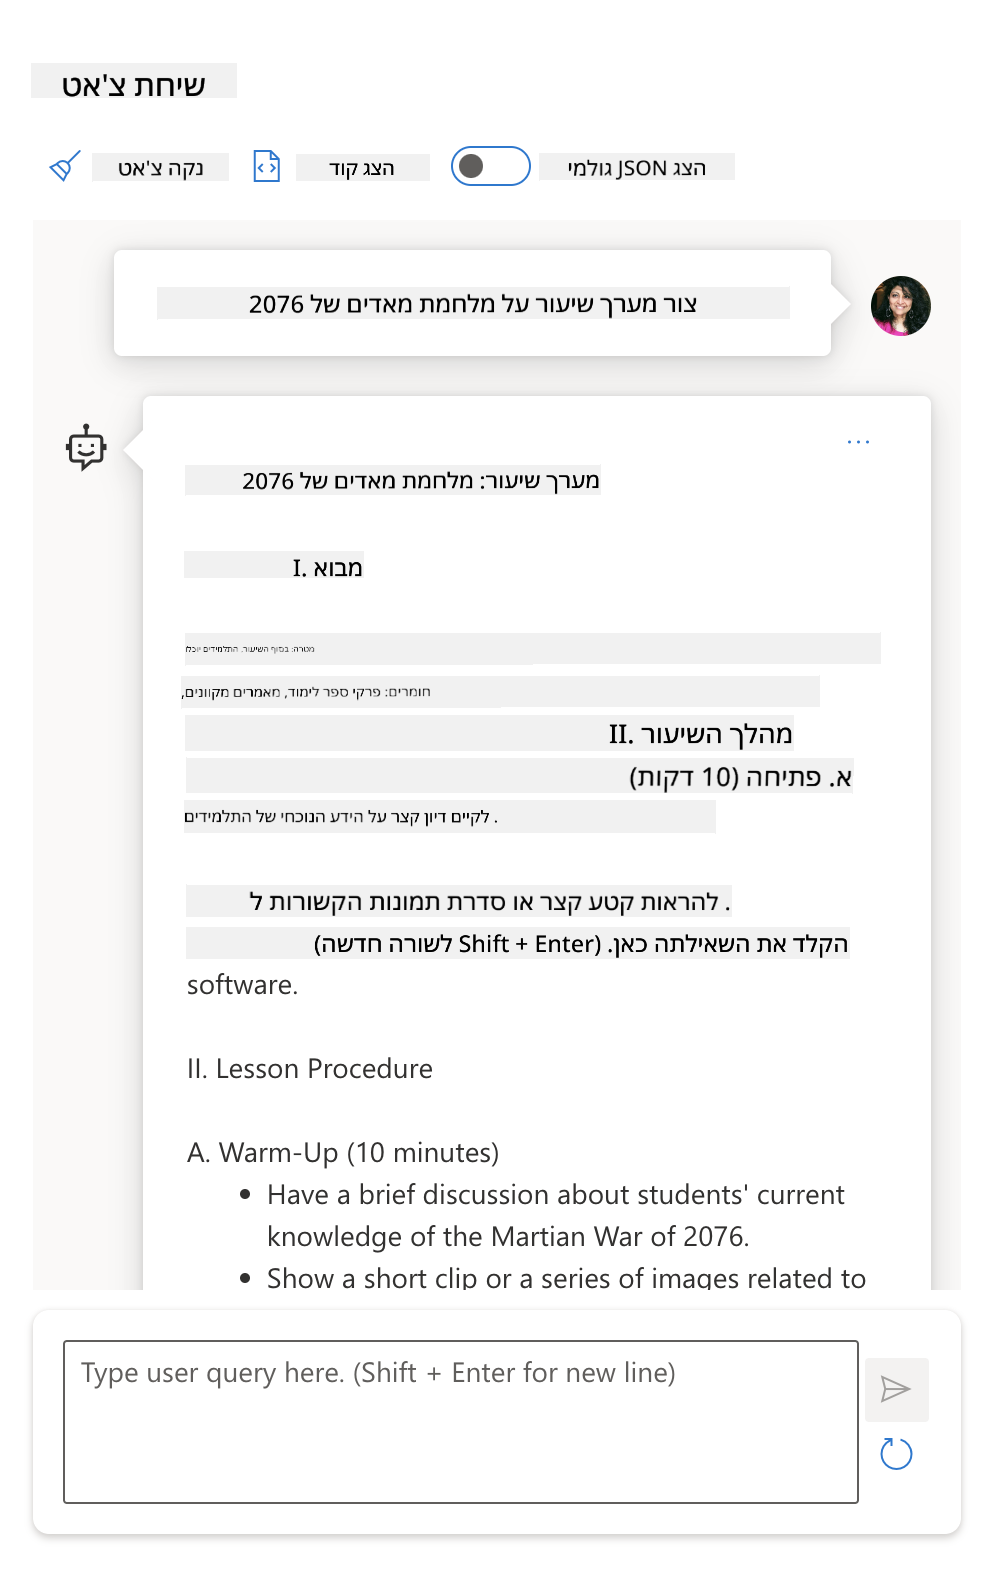 שיחת צ'אט
נקה צ'אט
הצג קוד
הצג JSON גולמי
צור מערך שיעור על מלחמת מאדים של 2076
מערך שיעור: מלחמת מאדים של 2076
I. מבוא
מטרה: בסוף השיעור, התלמידים יוכלו
חומרים: פרקי ספר לימוד, מאמרים מקוונים,
II. מהלך השיעור
א. פתיחה (10 דקות)
. לקיים דיון קצר על הידע הנוכחי של התלמידים
. להראות קטע קצר או סדרת תמונות הקשורות ל
הקלד את השאילתה כאן. (Shift + Enter לשורה חדשה)
software.
II. Lesson Procedure
A. Warm-Up (10 minutes)
• Have a brief discussion about students' current
knowledge of the Martian War of 2076.
• Show a short clip or a series of images related to
Type user query here. (Shift + Enter for new line)